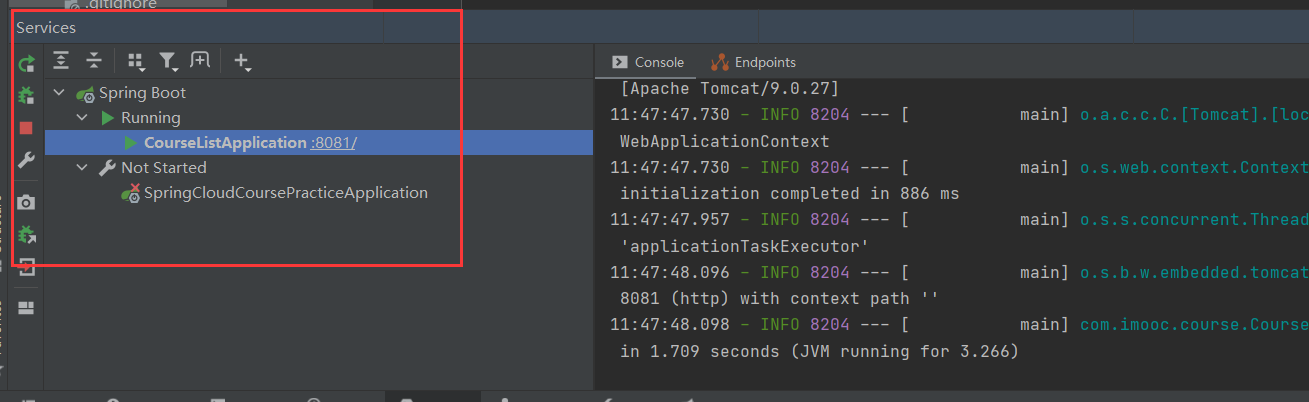 .gitignore
Services
Console
Endpoints
Spring Boot
Running
CourseListApplication :8081/
Not Started
SpringCloudCoursePracticeApplication
[Apache Tomcat/9.0.27]
11:47:47.730 - INFO 8204 --- [ main] o.a.c.c.C.[Tomcat].[loc
WebApplicationContext
11:47:47.730 - INFO 8204 --- [ main] o.s.web.context.Context
initialization completed in 886 ms
11:47:47.957 - INFO 8204 --- [ main] o.s.s.concurrent.Thread
'applicationTaskExecutor'
11:47:48.096 - INFO 8204 --- [ main] o.s.b.w.embedded.tomcat
8081 (http) with context path ''
11:47:48.098 - INFO 8204 --- [ main] com.imooc.course.Course
in 1.709 seconds (JVM running for 3.266)